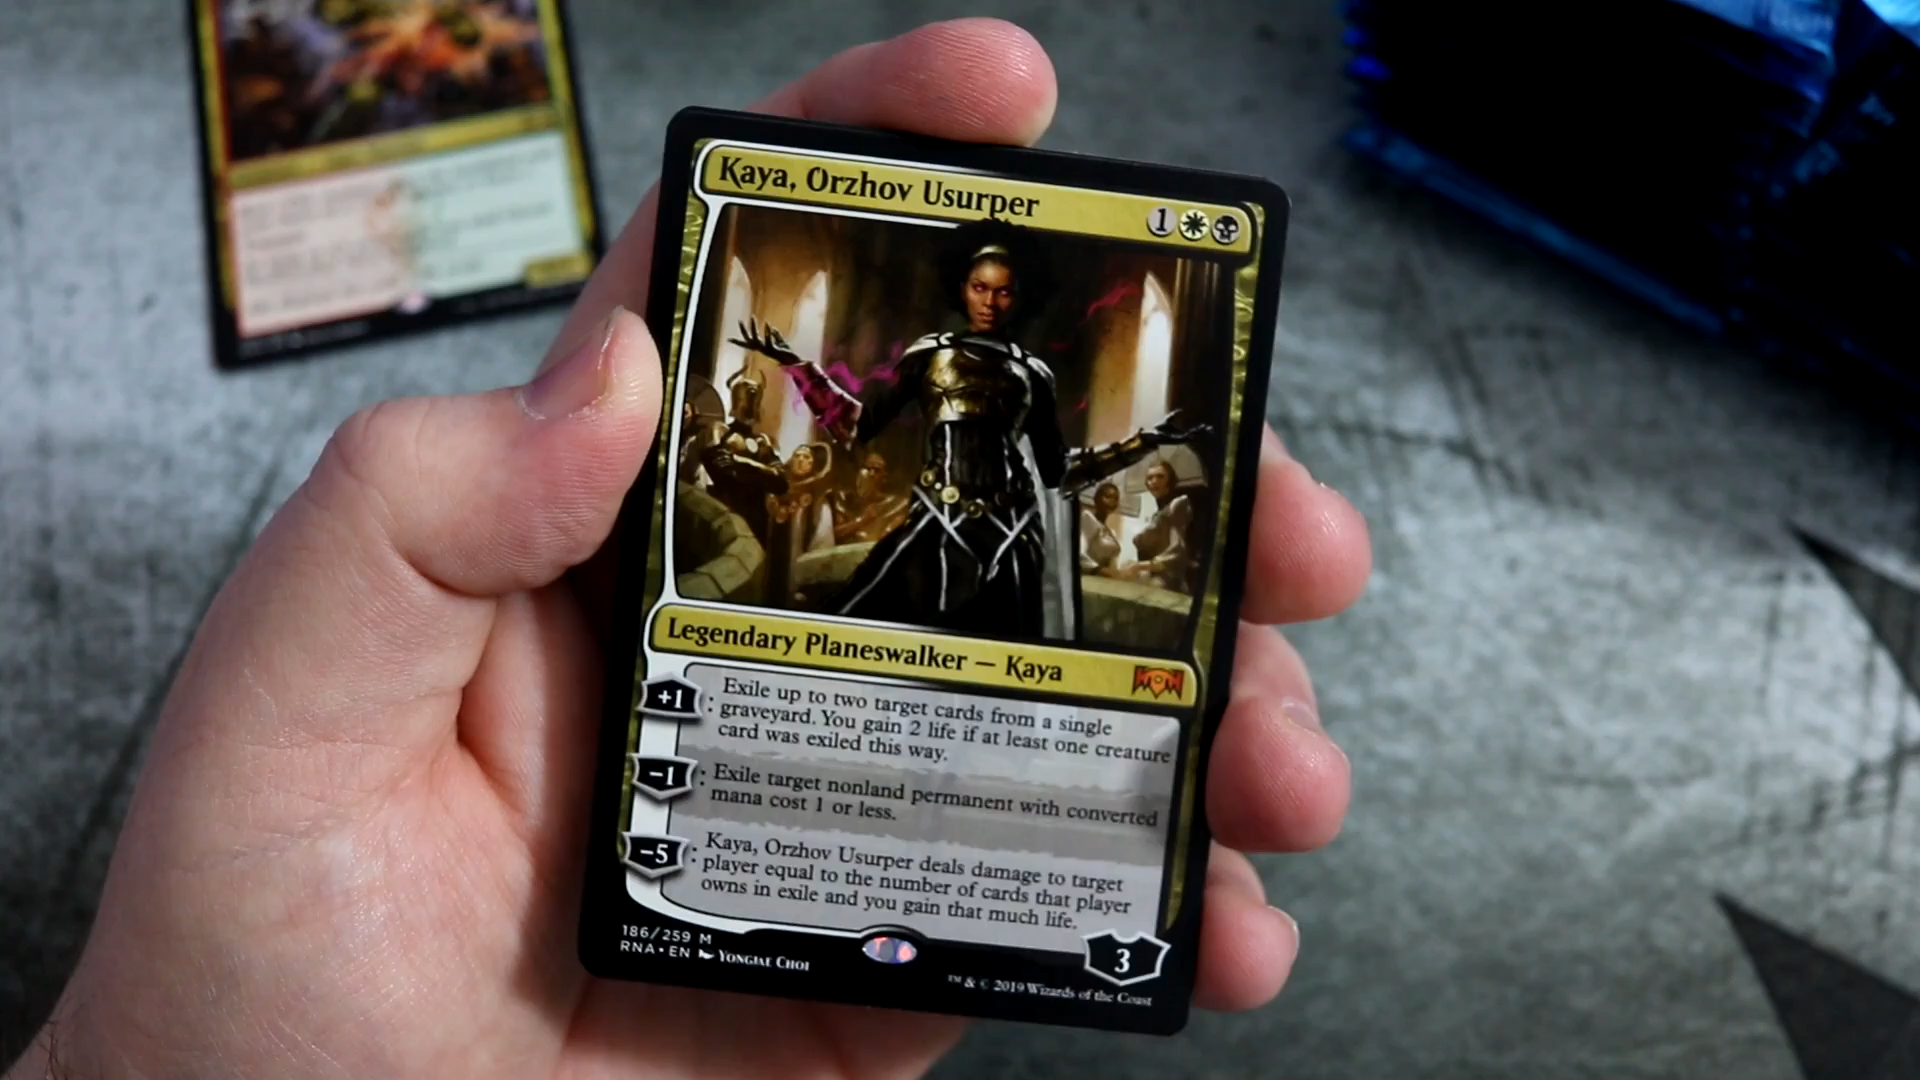 Kaya, Orzhov Usurper
1
Legendary Planeswalker — Kaya
+1 : Exile up to two target cards from a single
graveyard. You gain 2 life if at least one creature
card was exiled this way.
−1 : Exile target nonland permanent with converted
mana cost 1 or less.
−5 : Kaya, Orzhov Usurper deals damage to target
player equal to the number of cards that player
owns in exile and you gain that much life.
186/259 M
RNA • EN Yongjae Choi
3
™ & © 2019 Wizards of the Coast